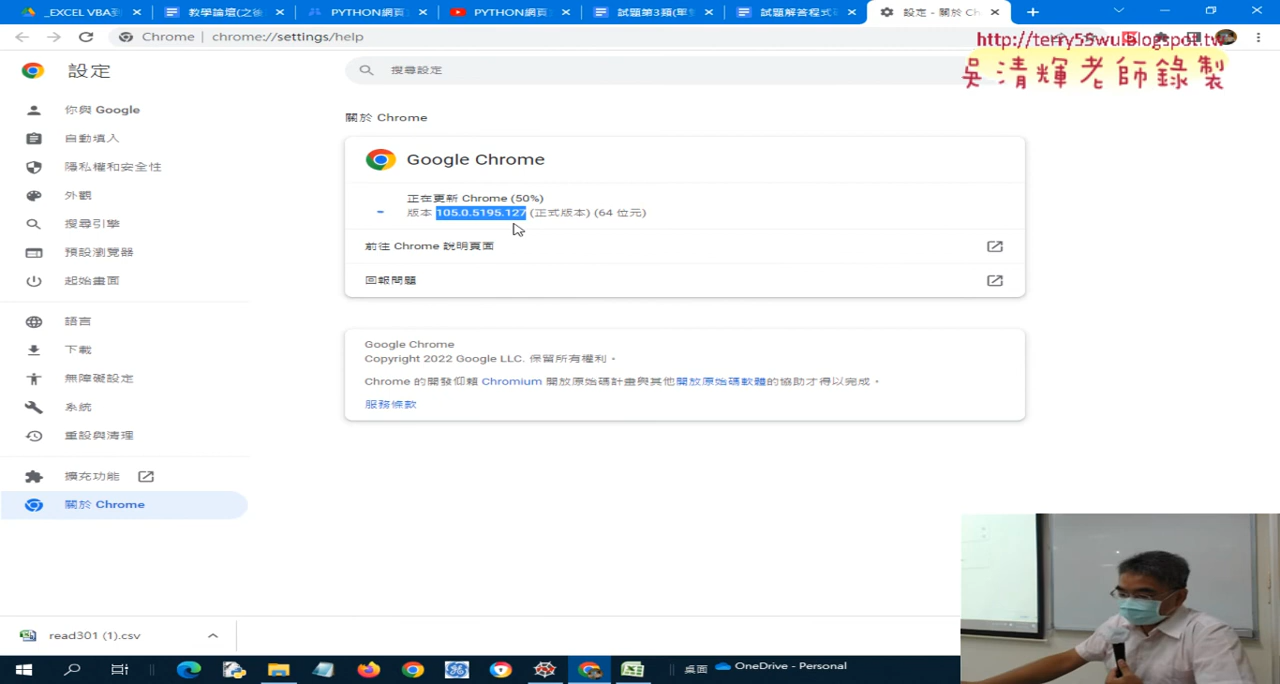 _EXCEL VBA到
教學論壇(之後
PYTHON網頁
PYTHON網頁
試題第3類(單
試題解答程式
設定 - 關於 Ch
Chrome | chrome://settings/help
http://terry55wu.blogspot.tw
吳清輝老師錄製
設定
搜尋設定
你與 Google
自動填入
隱私權和安全性
外觀
搜尋引擎
預設瀏覽器
起始畫面
語言
下載
無障礙設定
系統
重設與清理
擴充功能
關於 Chrome
關於 Chrome
Google Chrome
正在更新 Chrome (50%)
版本 105.0.5195.127 (正式版本) (64 位元)
前往 Chrome 說明頁面
回報問題
Google Chrome
Copyright 2022 Google LLC. 保留所有權利。
Chrome 的開發仰賴 Chromium 開放原始碼計畫與其他開放原始碼軟體的協助才得以完成。
服務條款
read301 (1).csv
桌面
OneDrive - Personal